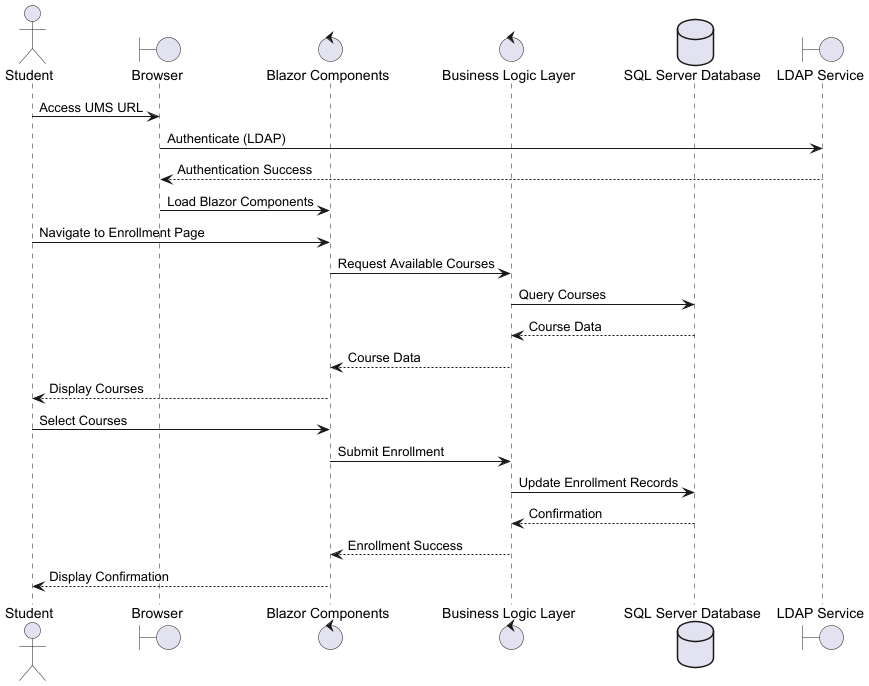 Student
Browser
Blazor Components
Business Logic Layer
SQL Server Database
LDAP Service
Access UMS URL
Authenticate (LDAP)
Authentication Success
Load Blazor Components
Navigate to Enrollment Page
Request Available Courses
Query Courses
Course Data
Course Data
Display Courses
Select Courses
Submit Enrollment
Update Enrollment Records
Confirmation
Enrollment Success
Display Confirmation
Student
Browser
Blazor Components
Business Logic Layer
SQL Server Database
LDAP Service